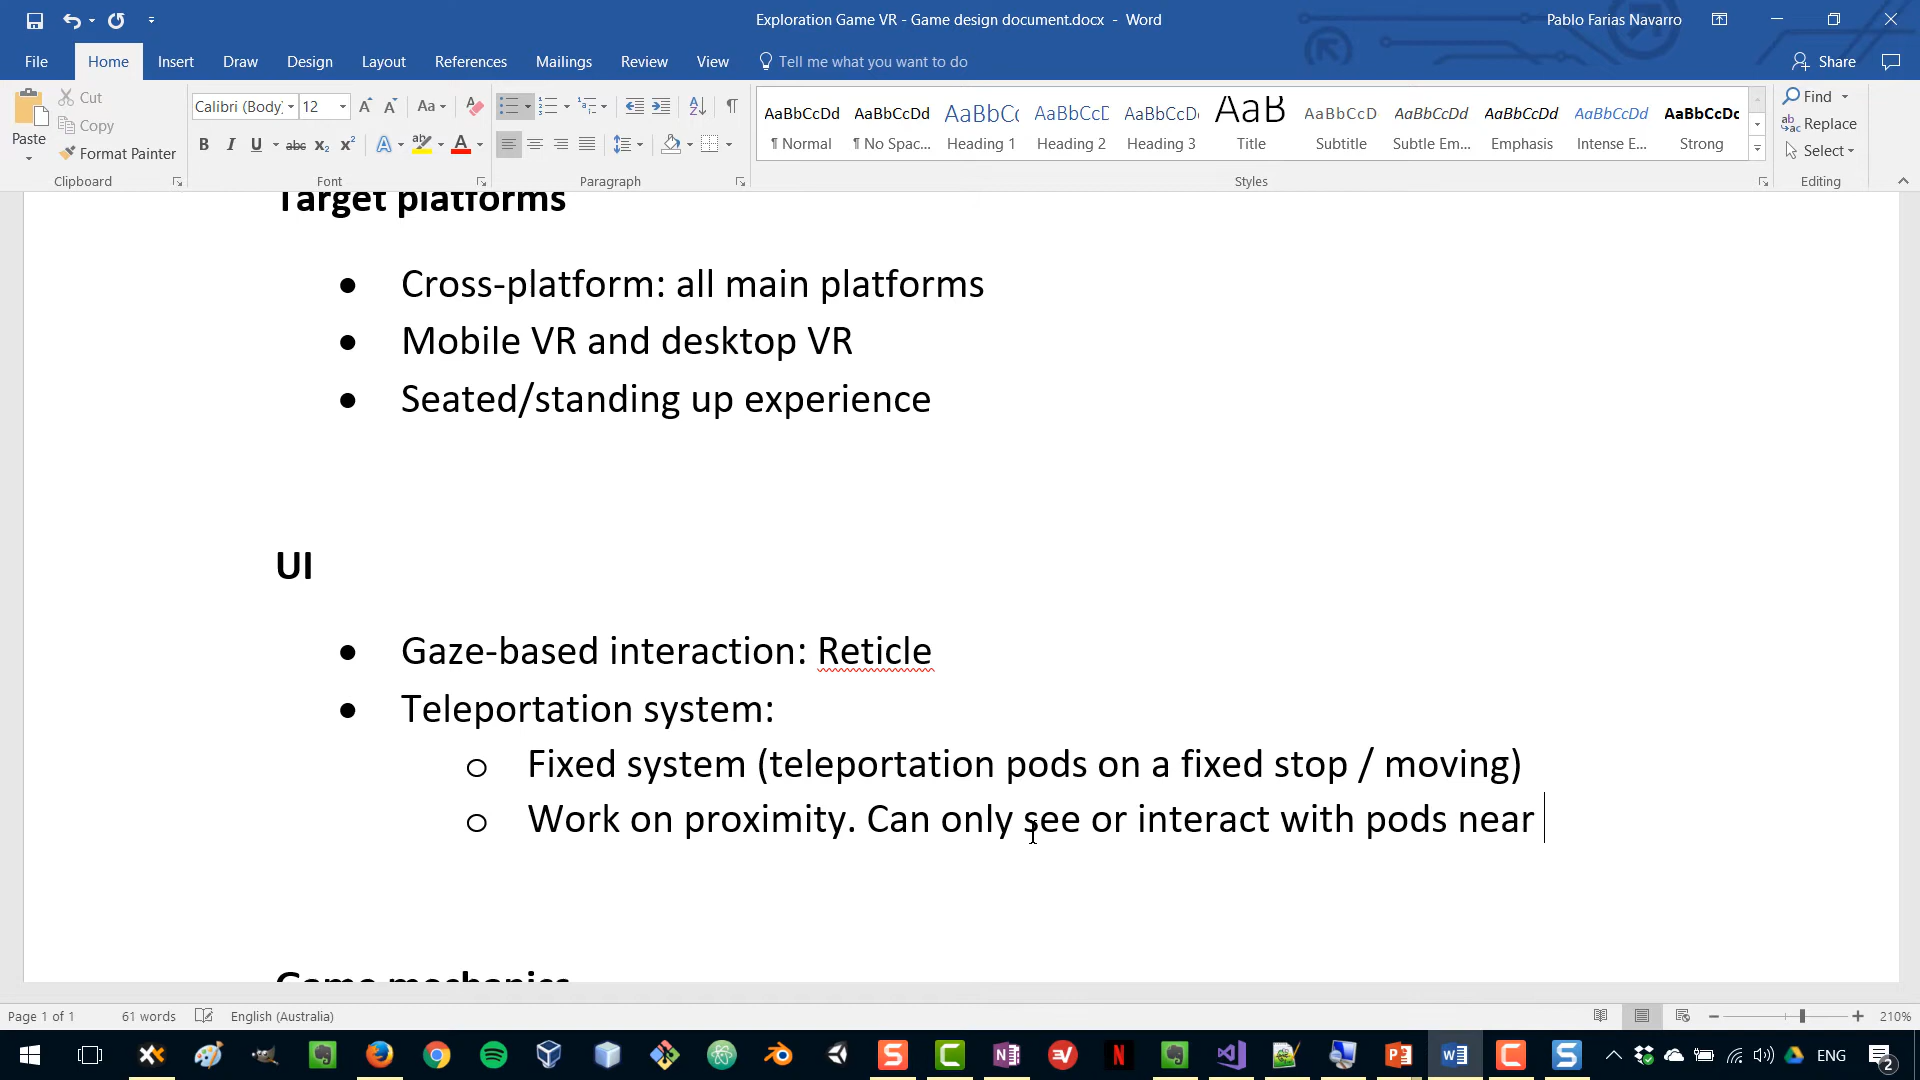 Exploration Game VR - Game design document.docx - Word
Pablo Farias Navarro
File Home Insert Draw Design Layout References Mailings Review View Tell me what you want to do Share
Paste
Cut
Copy
Format Painter
Clipboard
Calibri (Body) 12
Font
Paragraph
AaBbCcDd AaBbCcDd AaBbCc AaBbCcD AaBbCcDd AaB AaBbCcD AaBbCcDd AaBbCcDd AaBbCcDd AaBbCcDc
¶ Normal ¶ No Spac... Heading 1 Heading 2 Heading 3 Title Subtitle Subtle Em... Emphasis Intense E... Strong
Styles
Find
Replace
Select
Editing
Target platforms
• Cross-platform: all main platforms
• Mobile VR and desktop VR
• Seated/standing up experience
UI
• Gaze-based interaction: Reticle
• Teleportation system:
o Fixed system (teleportation pods on a fixed stop / moving)
o Work on proximity. Can only see or interact with pods near
Game mechanics
Page 1 of 1 61 words English (Australia) 210%
ENG 2